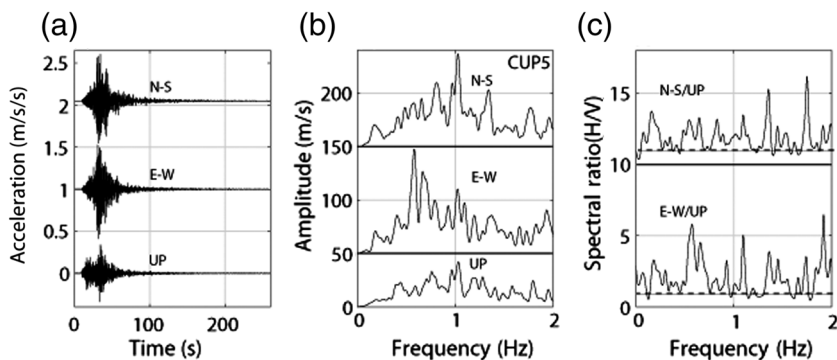 (a)
(b)
(c)
Acceleration (m/s/s)
2.5
2
1.5
1
0.5
0
N-S
E-W
UP
0
100
200
Time (s)
Amplitude (m/s)
200
150
100
50
0
CUP5
N-S
E-W
UP
0
1
2
Frequency (Hz)
Spectral ratio(H/V)
15
10
5
0
N-S/UP
E-W/UP
0
1
2
Frequency (Hz)